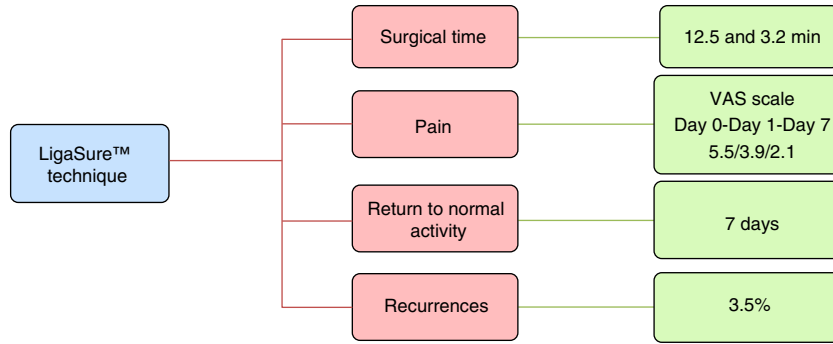 LigaSure™
technique
Surgical time
12.5 and 3.2 min
Pain
VAS scale
Day 0-Day 1-Day 7
5.5/3.9/2.1
Return to normal
activity
7 days
Recurrences
3.5%